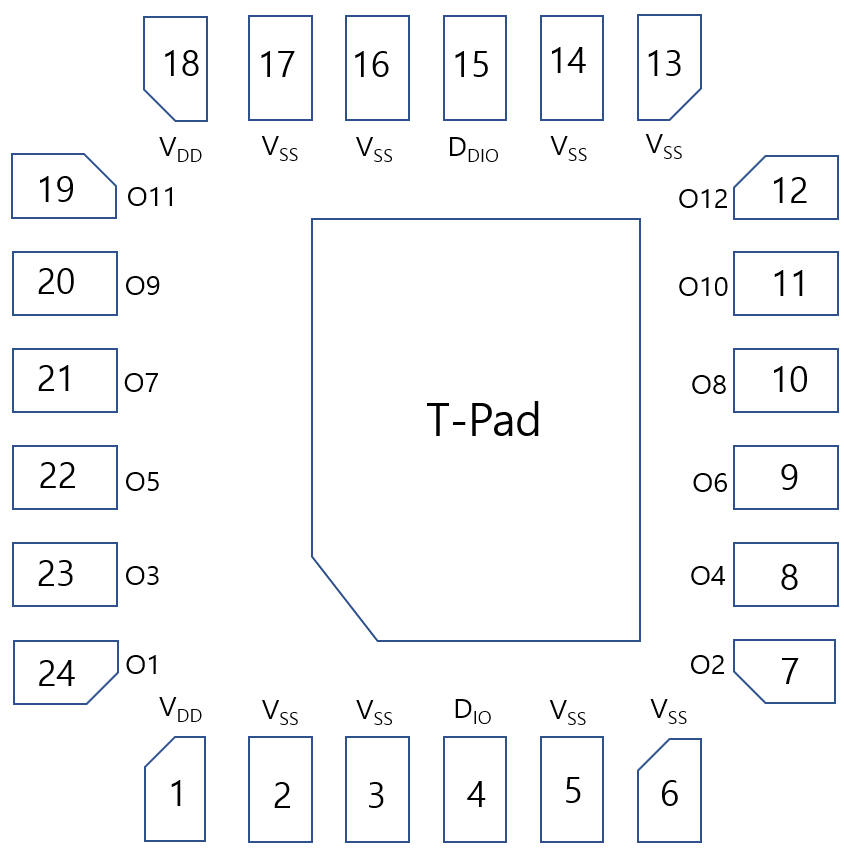 18 17 16 15 14 13
VDD VSS VSS DDIO VSS VSS
19 O11 O12 12
20 O9 O10 11
21 O7 O8 10
T-Pad
22 O5 O6 9
23 O3 O4 8
24 O1 O2 7
VDD VSS VSS DIO VSS VSS
1 2 3 4 5 6